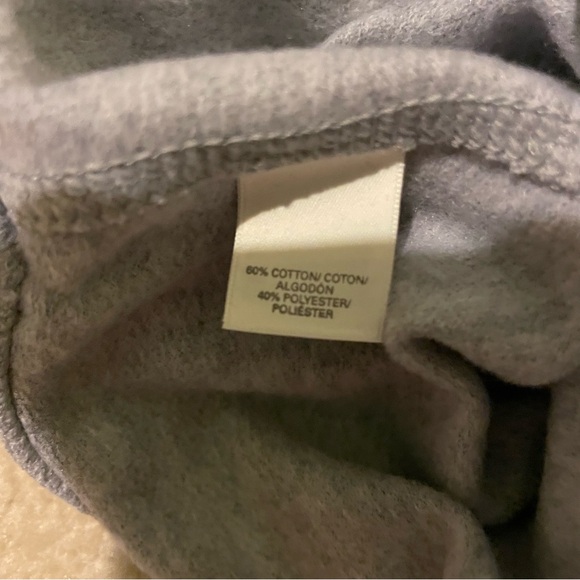 60% COTTON/ COTON/
ALGODÓN
40% POLYESTER/
POLIÉSTER